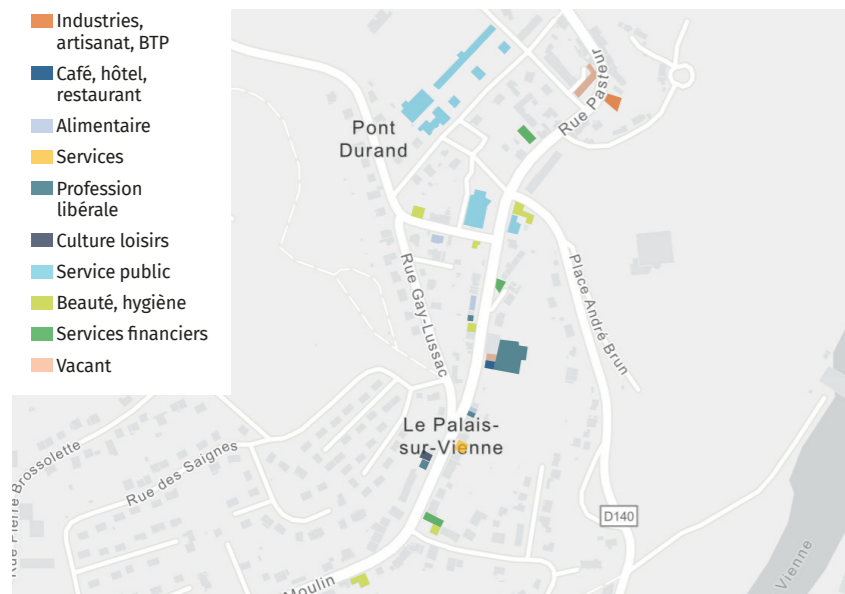 Industries,
artisanat, BTP
Café, hôtel,
restaurant
Alimentaire
Services
Profession
libérale
Culture loisirs
Service public
Beauté, hygiène
Services financiers
Vacant
Rue Pasteur
Pont
Durand
Rue Gay-Lussac
Place André Brun
Le Palais-
sur-Vienne
Rue des Saignes
Rue Pierre Brossolette
D140
Moulin
Vienne